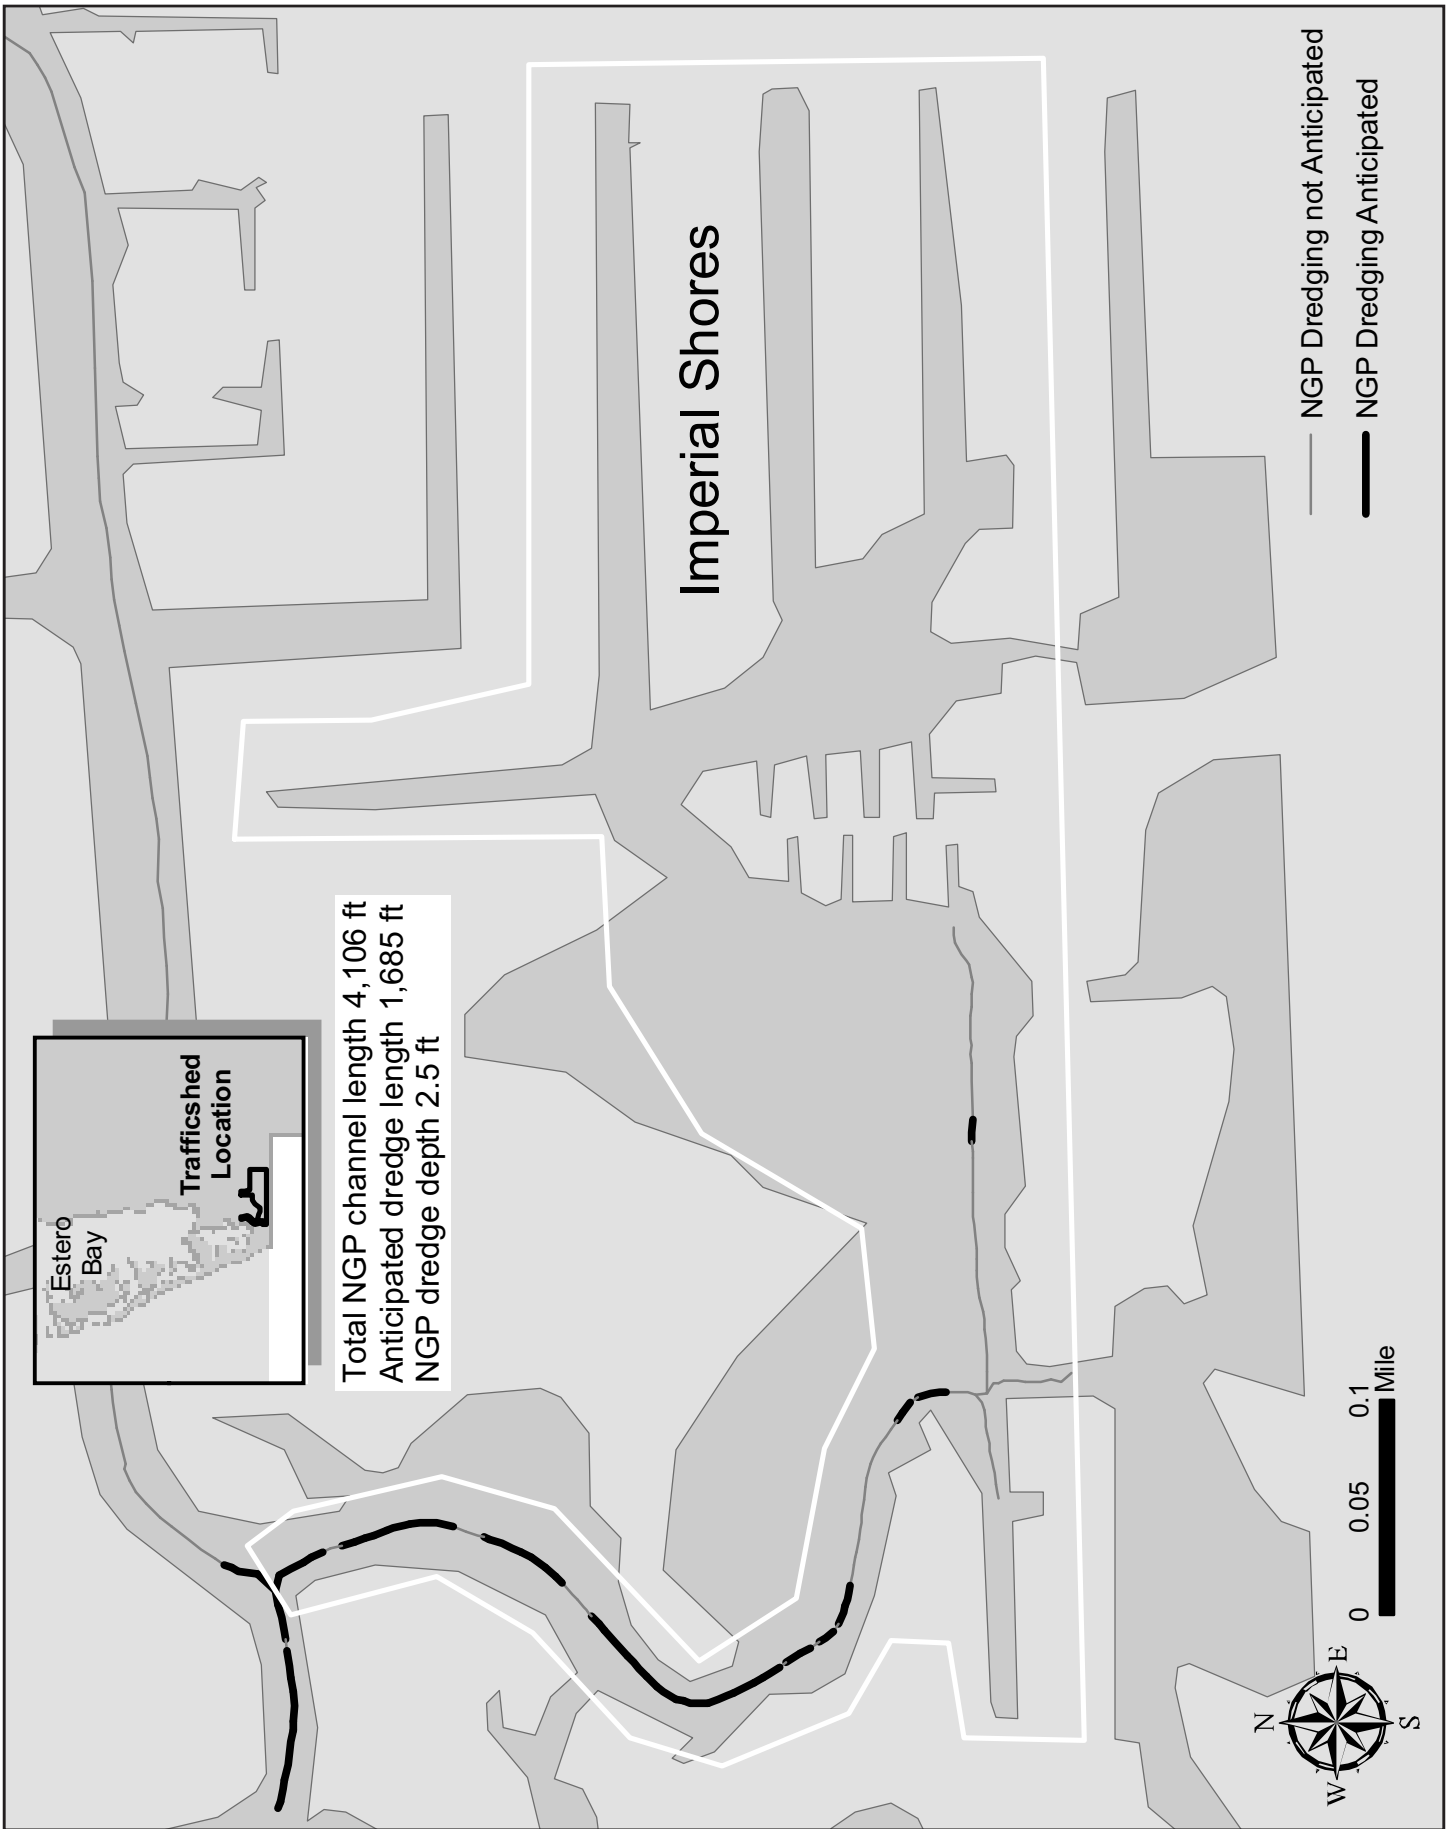 Estero
Bay
Trafficshed
Location
Total NGP channel length 4,106 ft
Anticipated dredge length 1,685 ft
NGP dredge depth 2.5 ft
Imperial Shores
N
W
E
S
0 0.05 0.1
Mile
NGP Dredging not Anticipated
NGP Dredging Anticipated